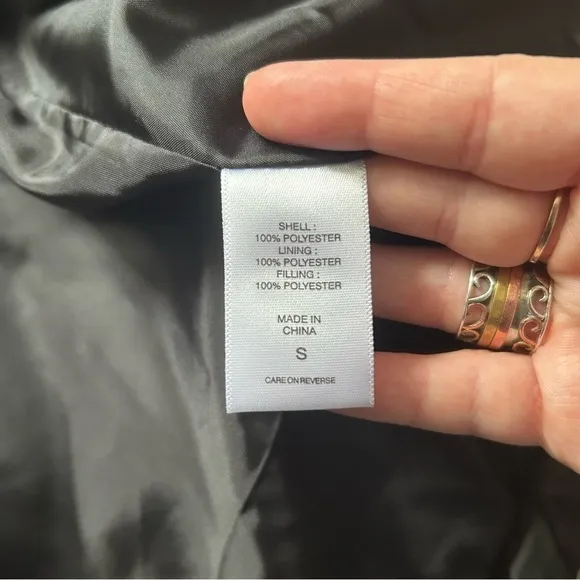 SHELL :
100% POLYESTER
LINING :
100% POLYESTER
FILLING :
100% POLYESTER
MADE IN
CHINA
S
CARE ON REVERSE